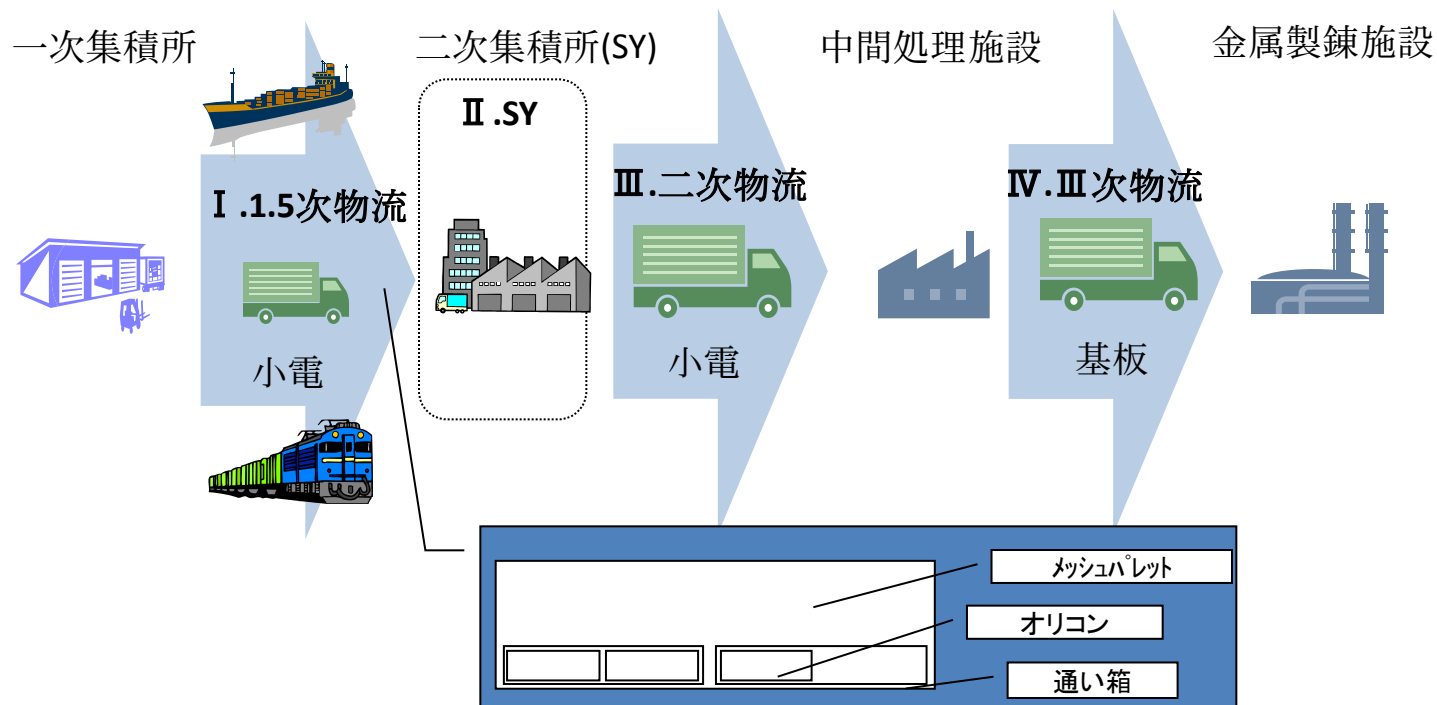 一次集積所
二次集積所(SY)
中間処理施設
金属製錬施設
Ⅱ.SY
Ⅰ.1.5次物流
Ⅲ.二次物流
Ⅳ.Ⅲ次物流
小電
小電
基板
メッシュパレット
オリコン
通い箱